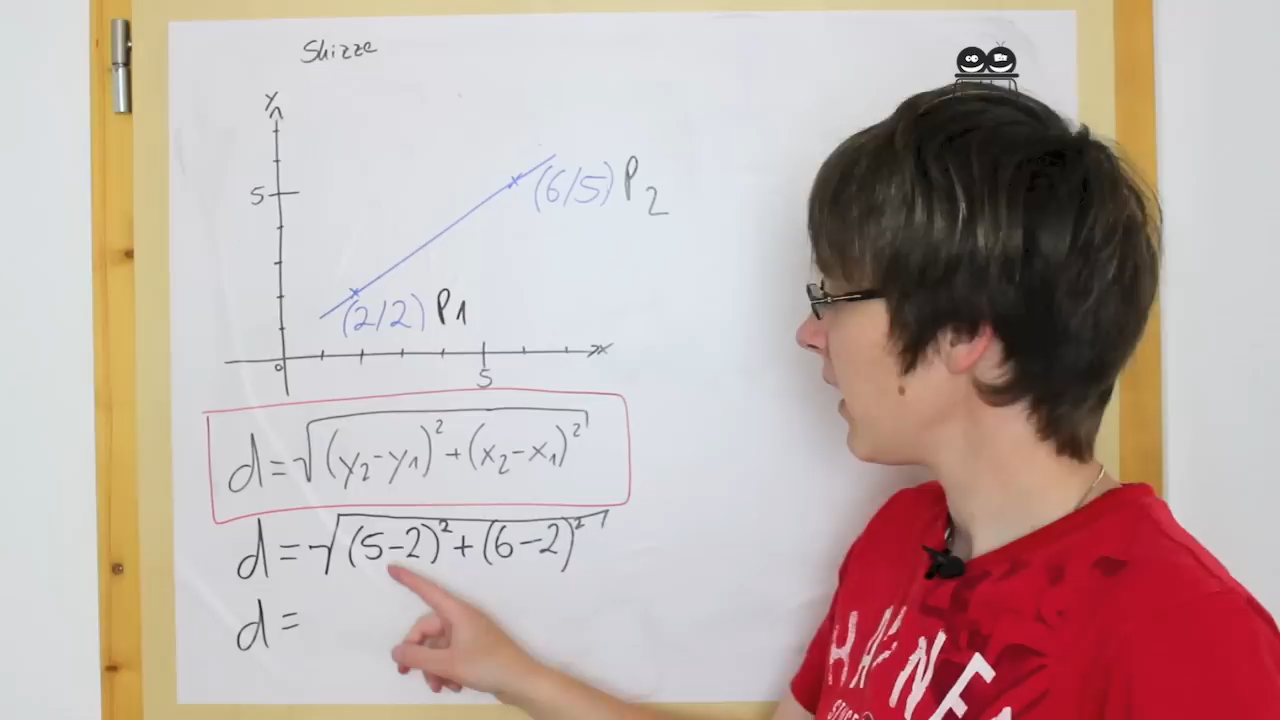 Skizze
y
5
(6/5) P2
(2/2) P1
0
5
x
d = √(y₂-y₁)² + (x₂-x₁)²
d = √(5-2)² + (6-2)²
d =